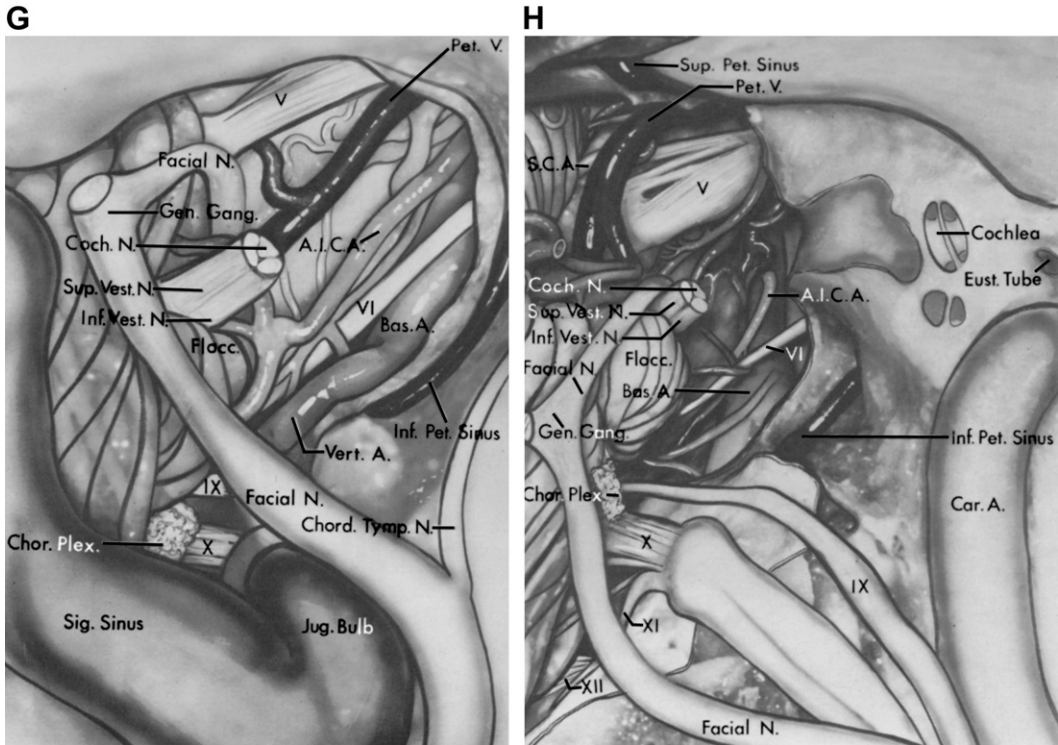 G
Pet. V.
V
Facial N.
Gen. Gang.
Coch. N.
A.I.C.A.
Sup. Vest. N.
VI
Inf. Vest. N.
Bas. A.
Flocc.
Inf. Pet. Sinus
Vert. A.
IX
Facial N.
Chord. Tymp. N.
X
Chor. Plex.
Sig. Sinus
Jug. Bulb
H
Sup. Pet. Sinus
Pet. V.
S.C.A.
V
Cochlea
Eust. Tube
Coch. N.
A.I.C.A.
Sup. Vest. N.
Inf. Vest. N.
VI
Flocc.
Facial N.
Bas. A.
Gen. Gang.
Inf. Pet. Sinus
Chor. Plex.
Car. A.
X
IX
XI
XII
Facial N.